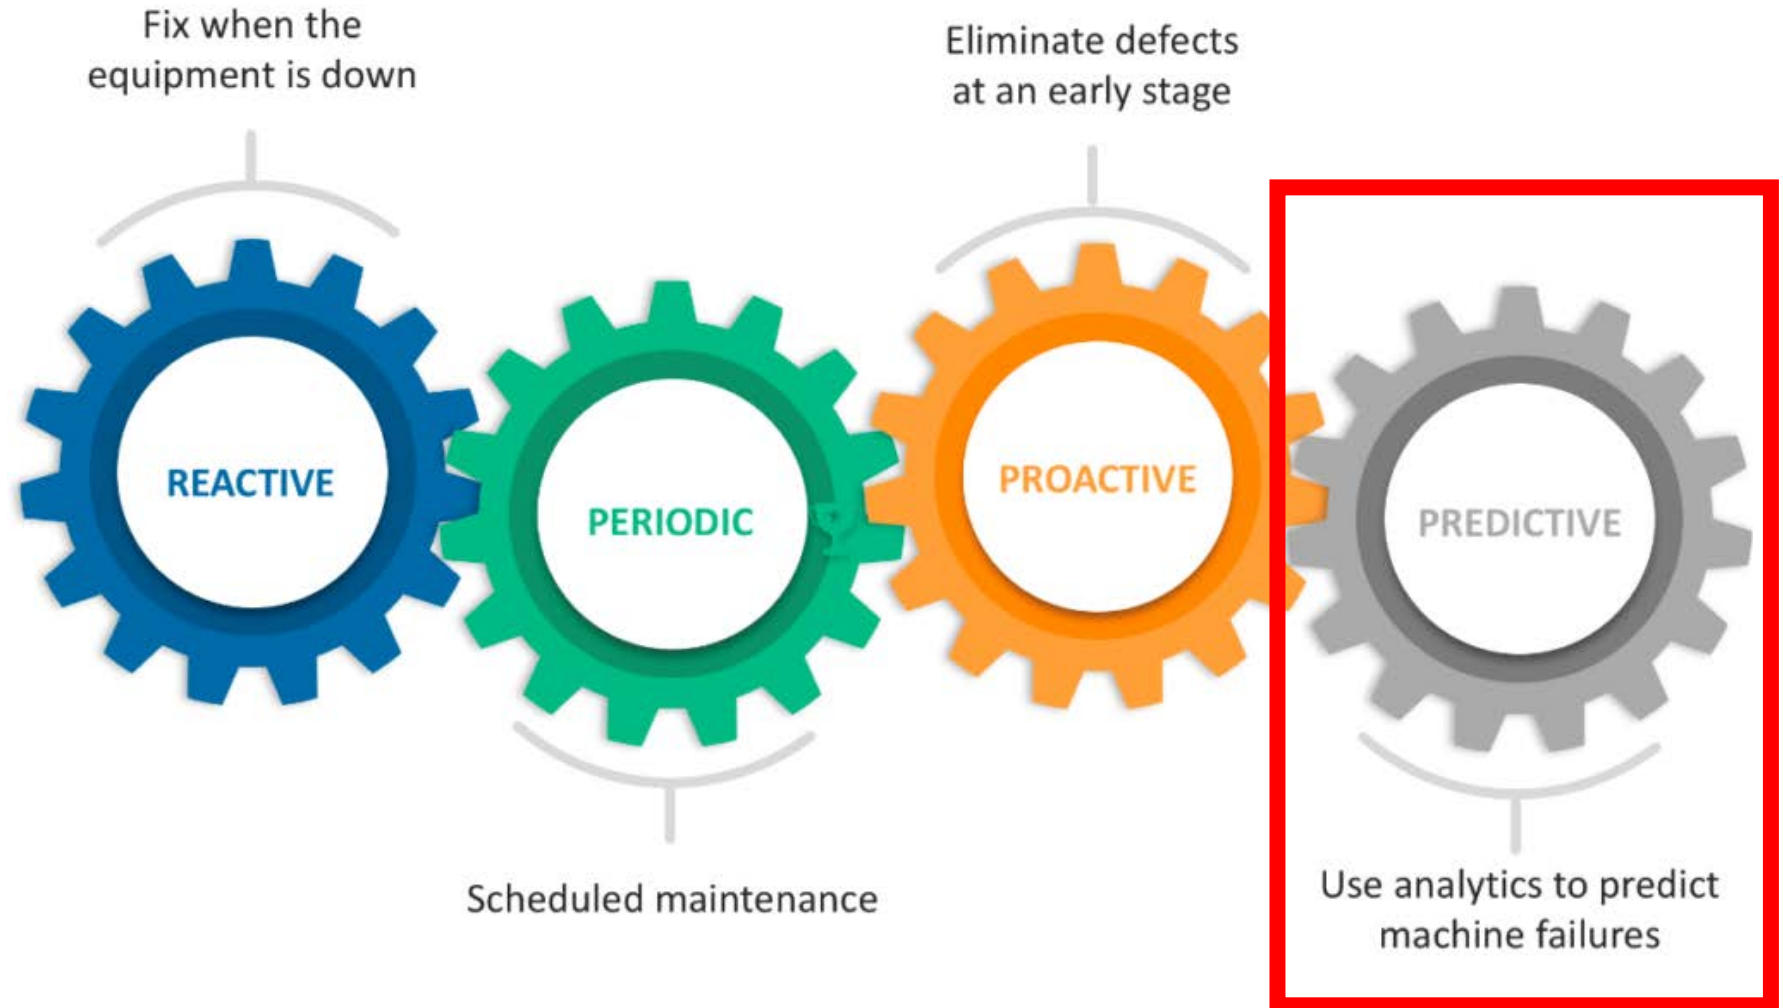 Fix when the
equipment is down
Eliminate defects
at an early stage
REACTIVE
PERIODIC
PROACTIVE
PREDICTIVE
Scheduled maintenance
Use analytics to predict
machine failures